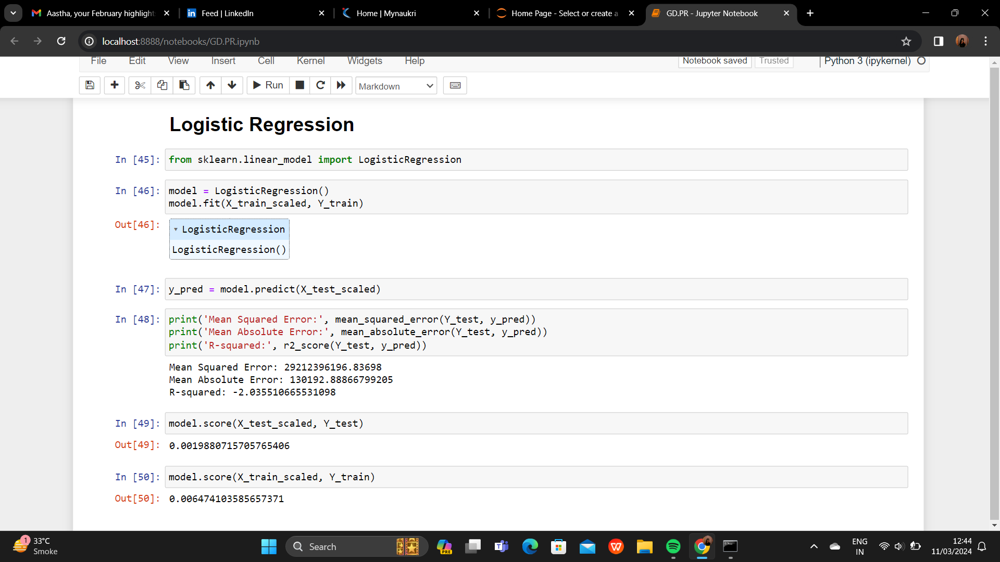 Aastha, your February highlight
Feed | LinkedIn
Home | Mynaukri
Home Page - Select or create a
GD.PR - Jupyter Notebook
localhost:8888/notebooks/GD.PR.ipynb
File Edit View Insert Cell Kernel Widgets Help
Notebook saved
Trusted
Python 3 (ipykernel)
Run
Markdown
Logistic Regression
In [45]: from sklearn.linear_model import LogisticRegression
In [46]: model = LogisticRegression()
model.fit(X_train_scaled, Y_train)
Out[46]: LogisticRegression
LogisticRegression()
In [47]: y_pred = model.predict(X_test_scaled)
In [48]: print('Mean Squared Error:', mean_squared_error(Y_test, y_pred))
print('Mean Absolute Error:', mean_absolute_error(Y_test, y_pred))
print('R-squared:', r2_score(Y_test, y_pred))
Mean Squared Error: 29212396196.83698
Mean Absolute Error: 130192.88866799205
R-squared: -2.035510665531098
In [49]: model.score(X_test_scaled, Y_test)
Out[49]: 0.0019880715705765406
In [50]: model.score(X_train_scaled, Y_train)
Out[50]: 0.006474103585657371
1
33°C
Smoke
Search
PRE
ENG
IN
12:44
11/03/2024